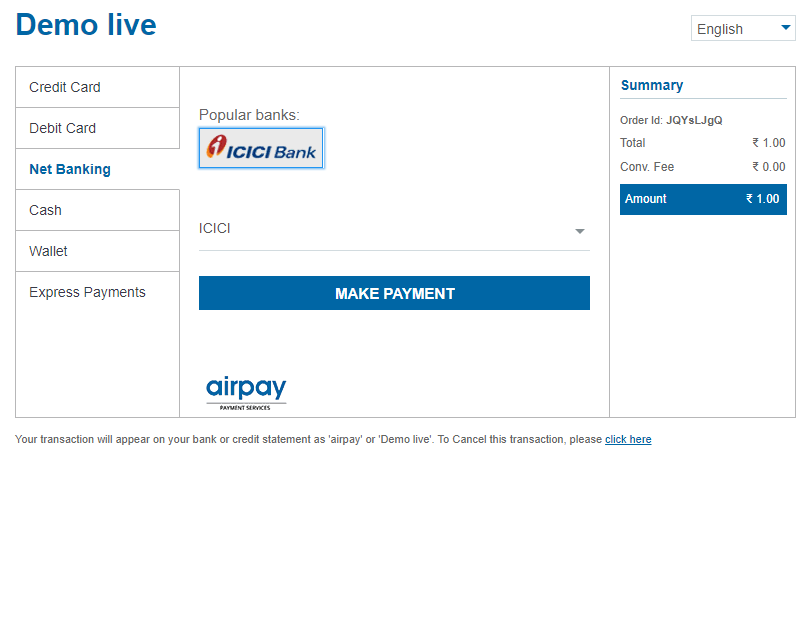 Demo live
English
Credit Card
Debit Card
Net Banking
Cash
Wallet
Express Payments
Popular banks:
ICICI Bank
ICICI
MAKE PAYMENT
airpay
PAYMENT SERVICES
Summary
Order Id: JQYsLJgQ
Total ₹ 1.00
Conv. Fee ₹ 0.00
Amount ₹ 1.00
Your transaction will appear on your bank or credit statement as 'airpay' or 'Demo live'. To Cancel this transaction, please click here